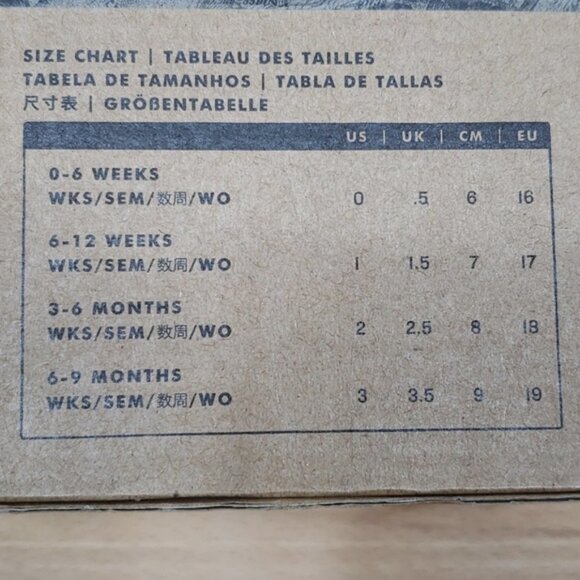 SIZE CHART | TABLEAU DES TAILLES
TABELA DE TAMANHOS | TABLA DE TALLAS
尺寸表 | GRÖßENTABELLE
US | UK | CM | EU
0-6 WEEKS
WKS/SEM/数周/WO 0 .5 6 16
6-12 WEEKS
WKS/SEM/数周/WO 1 1.5 7 17
3-6 MONTHS
WKS/SEM/数周/WO 2 2.5 8 18
6-9 MONTHS
WKS/SEM/数周/WO 3 3.5 9 19